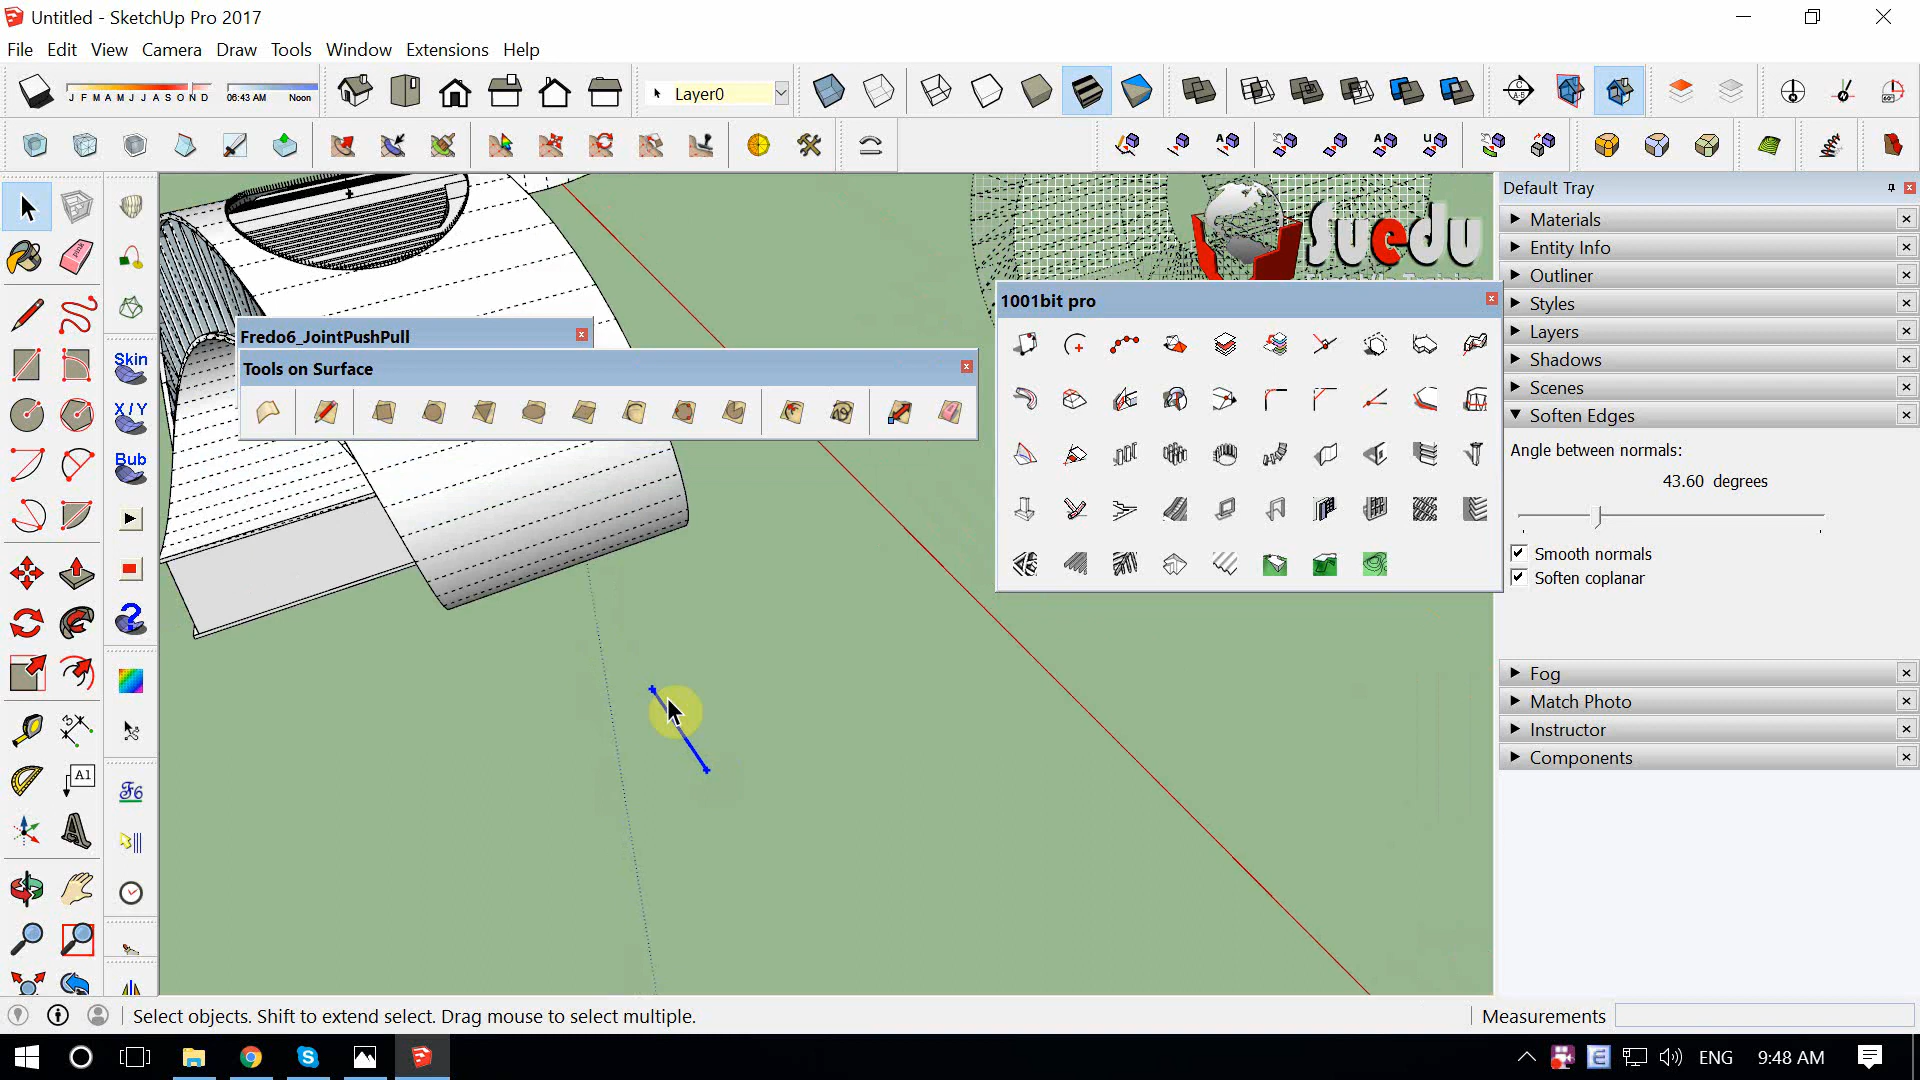 Untitled - SketchUp Pro 2017
File Edit View Camera Draw Tools Window Extensions Help
J F M A M J J A S O N D
06:43 AM Noon
Layer0
Default Tray
Materials
Entity Info
Outliner
Styles
Layers
Shadows
Scenes
Soften Edges
Angle between normals:
43.60 degrees
Smooth normals
Soften coplanar
Fog
Match Photo
Instructor
Components
Suedu
1001bit pro
Fredo6_JointPushPull
Tools on Surface
Skin
X/Y
Bub
A1
F6
Select objects. Shift to extend select. Drag mouse to select multiple.
Measurements
ENG 9:48 AM